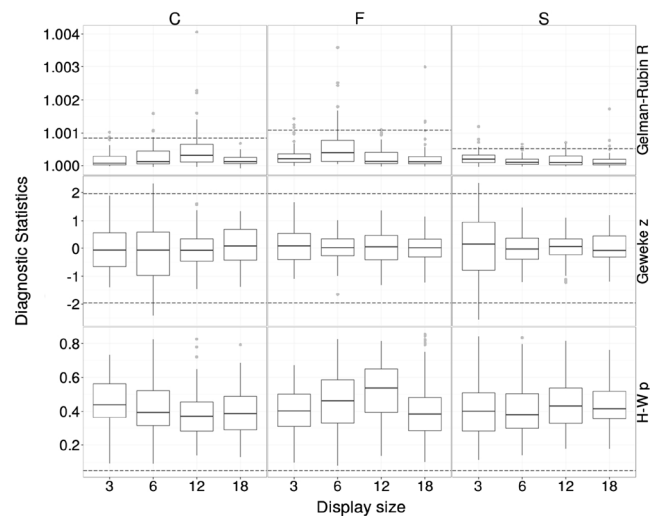 C F S
1.004
1.003
1.002
1.001
1.000
Gelman-Rubin R
2
1
0
-1
-2
Geweke z
0.8
0.6
0.4
0.2
H-W p
Diagnostic Statistics
3 6 12 18 3 6 12 18 3 6 12 18
Display size